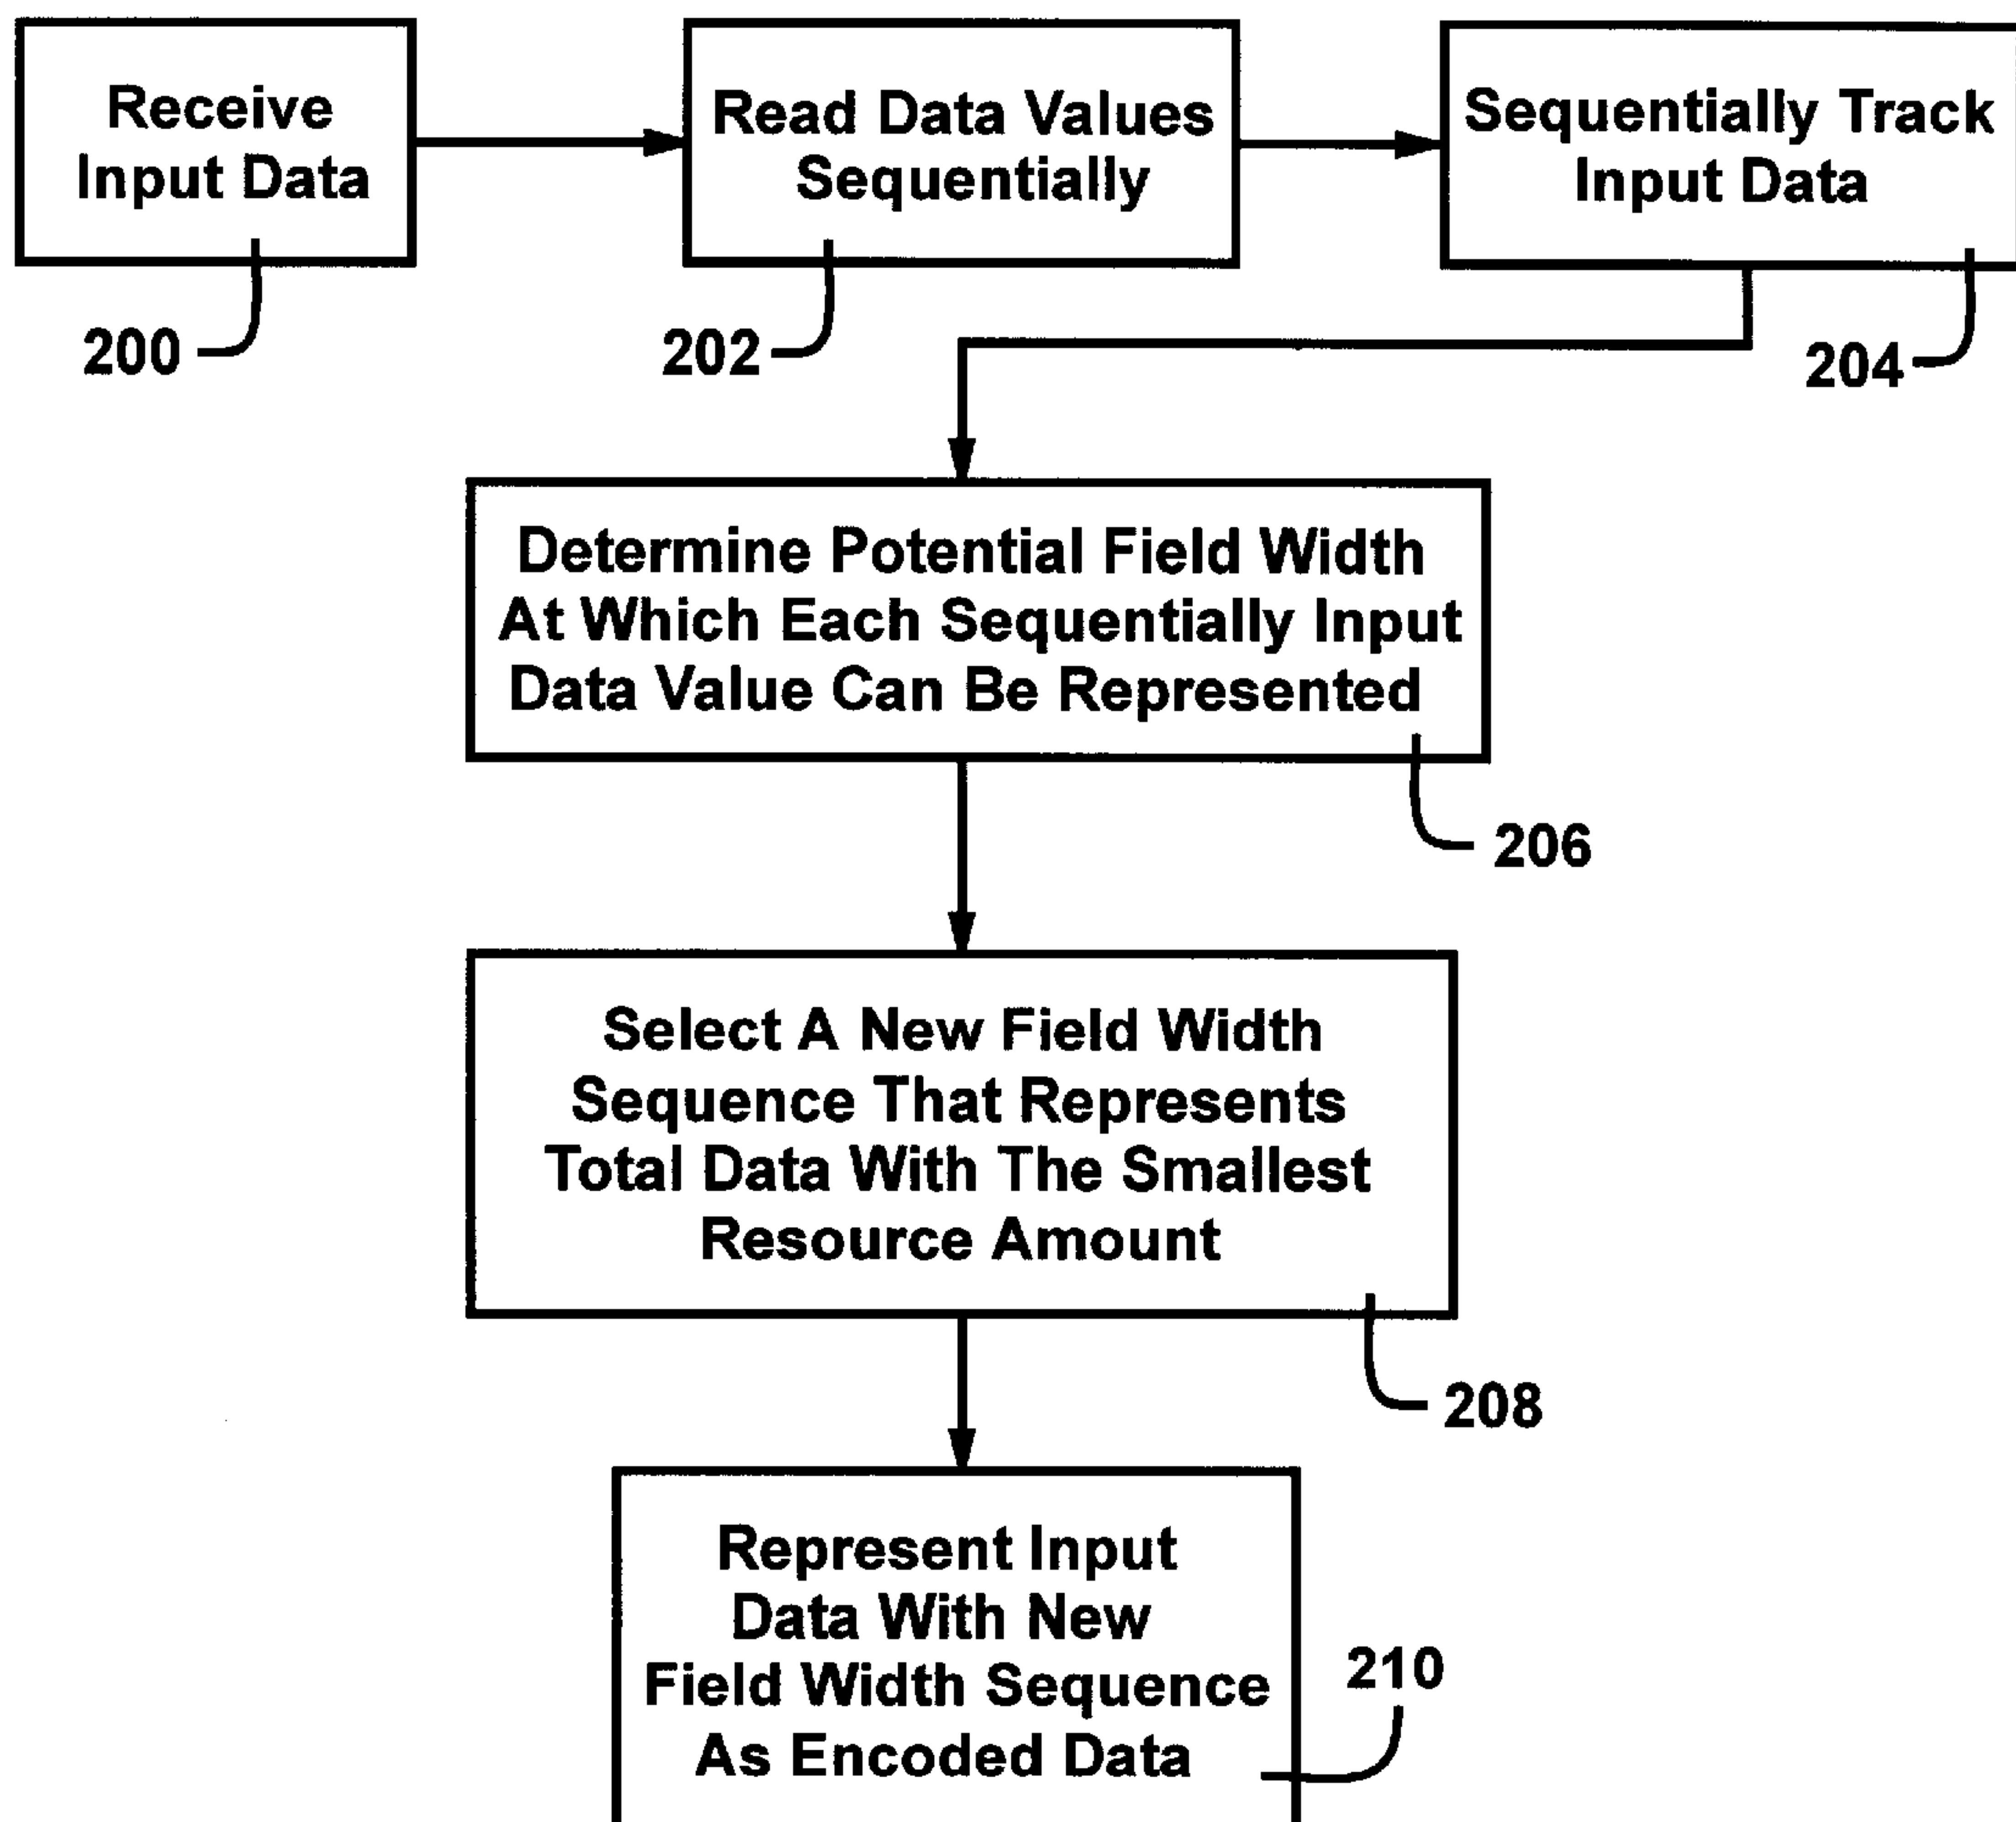 Receive
Input Data
200
Read Data Values
Sequentially
202
Sequentially Track
Input Data
204
Determine Potential Field Width
At Which Each Sequentially Input
Data Value Can Be Represented
206
Select A New Field Width
Sequence That Represents
Total Data With The Smallest
Resource Amount
208
Represent Input
Data With New
Field Width Sequence
As Encoded Data
210